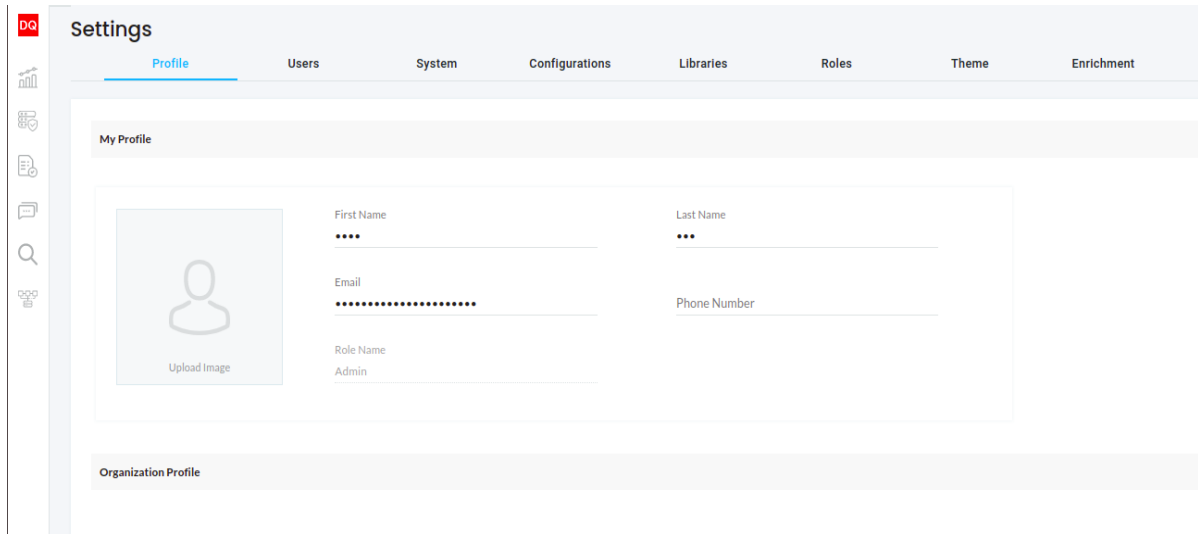 DQ
Settings
Profile Users System Configurations Libraries Roles Theme Enrichment
My Profile
First Name Last Name
•••• •••
Email
•••••••••••••••••••••• Phone Number
Role Name
Upload Image Admin
Organization Profile